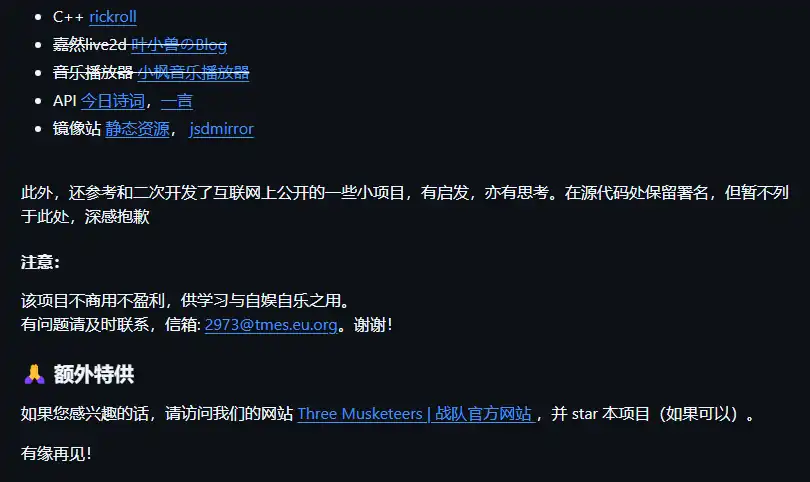 C++ rickroll
嘉然live2d 叶小兽のBlog
音乐播放器 小枫音乐播放器
API 今日诗词，一言
镜像站 静态资源， jsdmirror
此外，还参考和二次开发了互联网上公开的一些小项目，有启发，亦有思考。在源代码处保留署名，但暂不列
于此处，深感抱歉
注意：
该项目不商用不盈利，供学习与自娱自乐之用。
有问题请及时联系，信箱: 2973@tmes.eu.org。谢谢！
🙏 额外特供
如果您感兴趣的话，请访问我们的网站 Three Musketeers | 战队官方网站 ，并 star 本项目（如果可以）。
有缘再见！